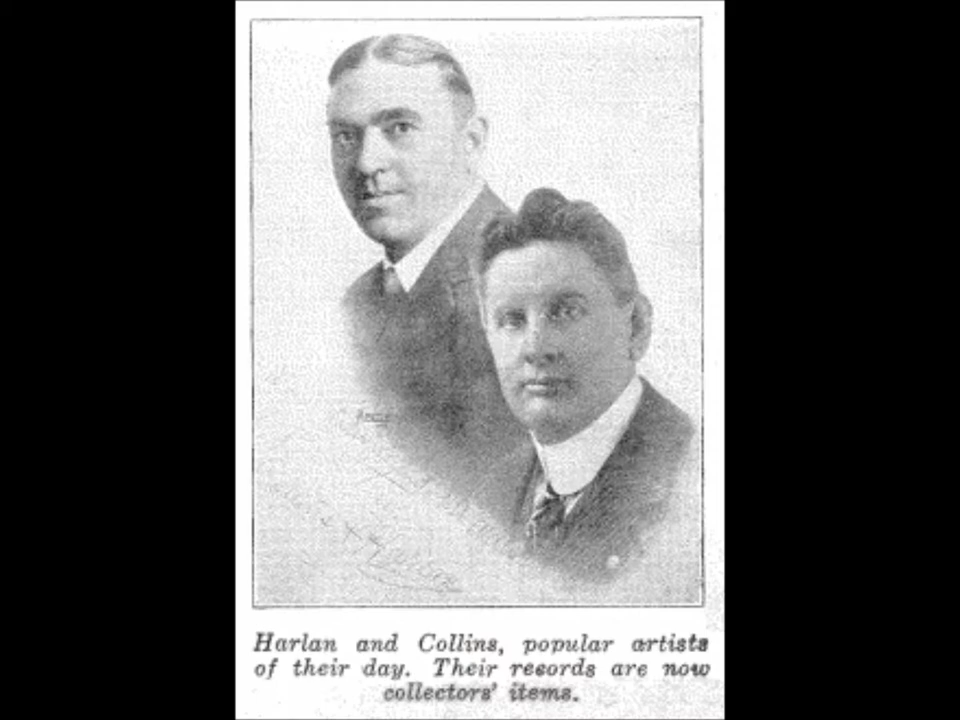 Harlan and Collins, popular artists
of their day. Their records are now
collectors' items.